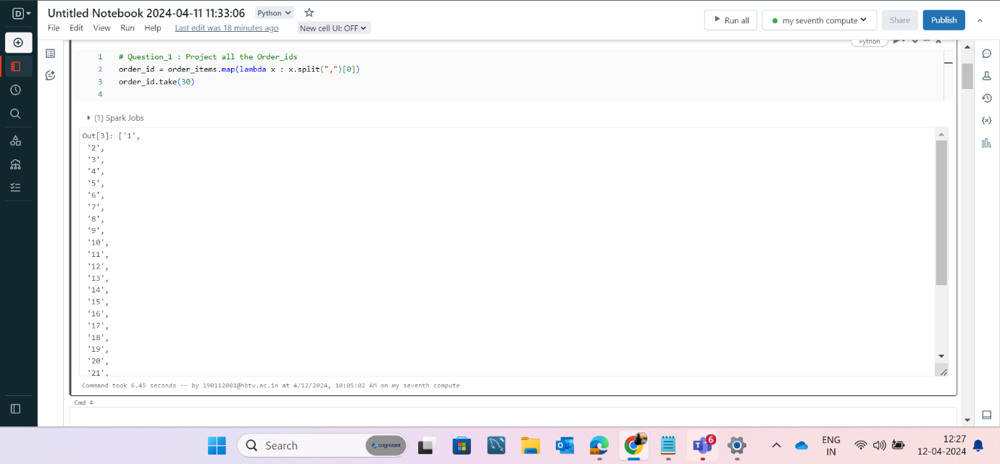 D
Untitled Notebook 2024-04-11 11:33:06 Python
File Edit View Run Help Last edit was 18 minutes ago New cell UI: OFF
Run all my seventh compute Share Publish
Python
1 # Question_1 : Project all the Order_ids
2 order_id = order_items.map(lambda x : x.split(",")[0])
3 order_id.take(30)
4
(1) Spark Jobs
Out[3]: ['1',
'2',
'3',
'4',
'5',
'6',
'7',
'8',
'9',
'10',
'11',
'12',
'13',
'14',
'15',
'16',
'17',
'18',
'19',
'20',
'21',
Command took 6.45 seconds -- by 190112001@hbtu.ac.in at 4/12/2024, 10:05:02 AM on my seventh compute
Cmd 4
Search cognizant 6 ENG 12:27
IN 12-04-2024